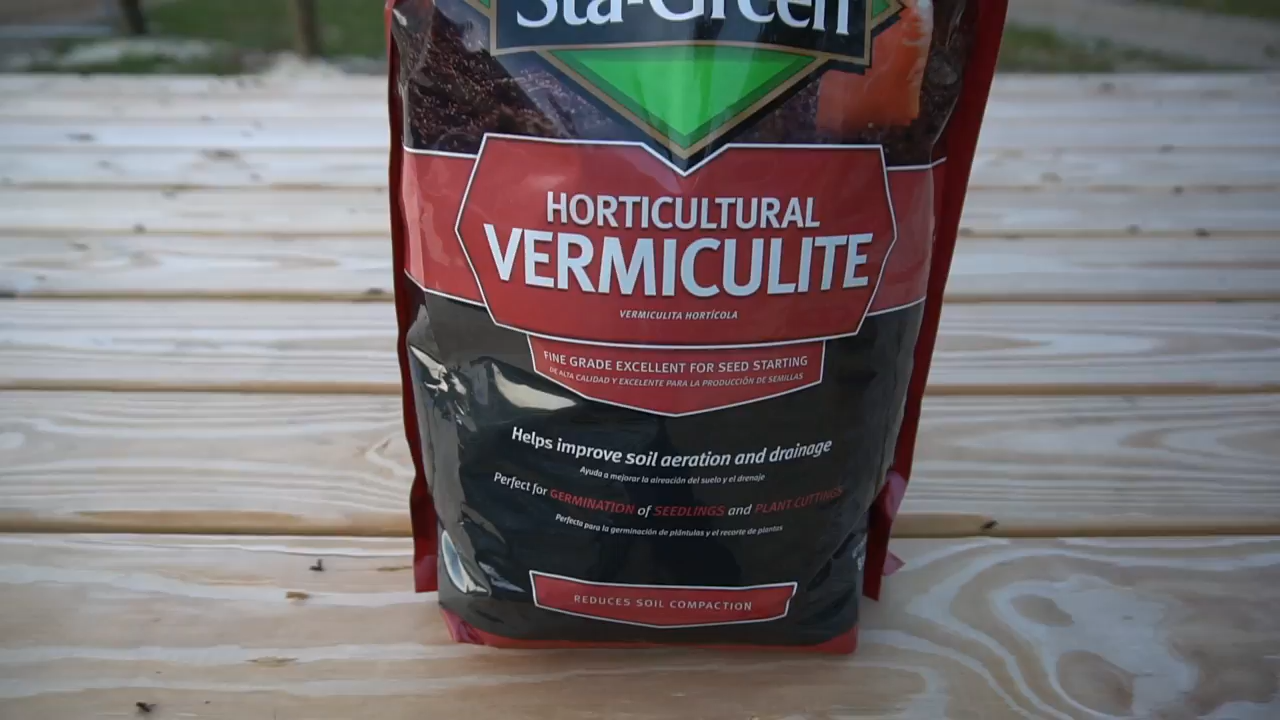 Sta-Green
HORTICULTURAL
VERMICULITE
VERMICULITA HORTÍCOLA
FINE GRADE EXCELLENT FOR SEED STARTING
DE ALTA CALIDAD Y EXCELENTE PARA LA PRODUCCIÓN DE SEMILLAS
Helps improve soil aeration and drainage
Ayuda a mejorar la aireación del suelo y el drenaje
Perfect for GERMINATION of SEEDLINGS and PLANT CUTTINGS
Perfecta para la germinación de plántulas y el recorte de plantas
REDUCES SOIL COMPACTION